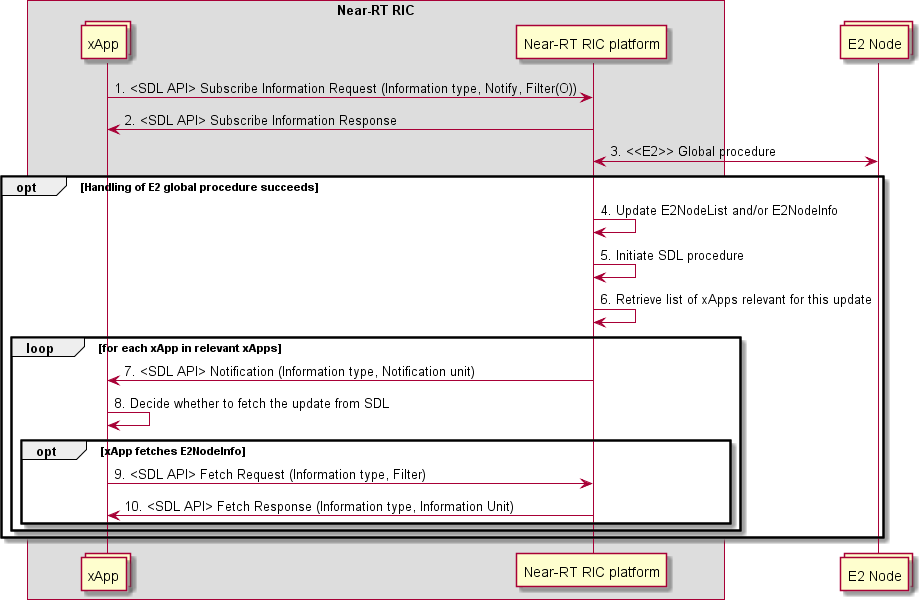 Near-RT RIC
xApp
Near-RT RIC platform
E2 Node
1. <SDL API> Subscribe Information Request (Information type, Notify, Filter(O))
2. <SDL API> Subscribe Information Response
3. <<E2>> Global procedure
opt [Handling of E2 global procedure succeeds]
4. Update E2NodeList and/or E2NodeInfo
5. Initiate SDL procedure
6. Retrieve list of xApps relevant for this update
loop [for each xApp in relevant xApps]
7. <SDL API> Notification (Information type, Notification unit)
8. Decide whether to fetch the update from SDL
opt [xApp fetches E2NodeInfo]
9. <SDL API> Fetch Request (Information type, Filter)
10. <SDL API> Fetch Response (Information type, Information Unit)
xApp
Near-RT RIC platform
E2 Node